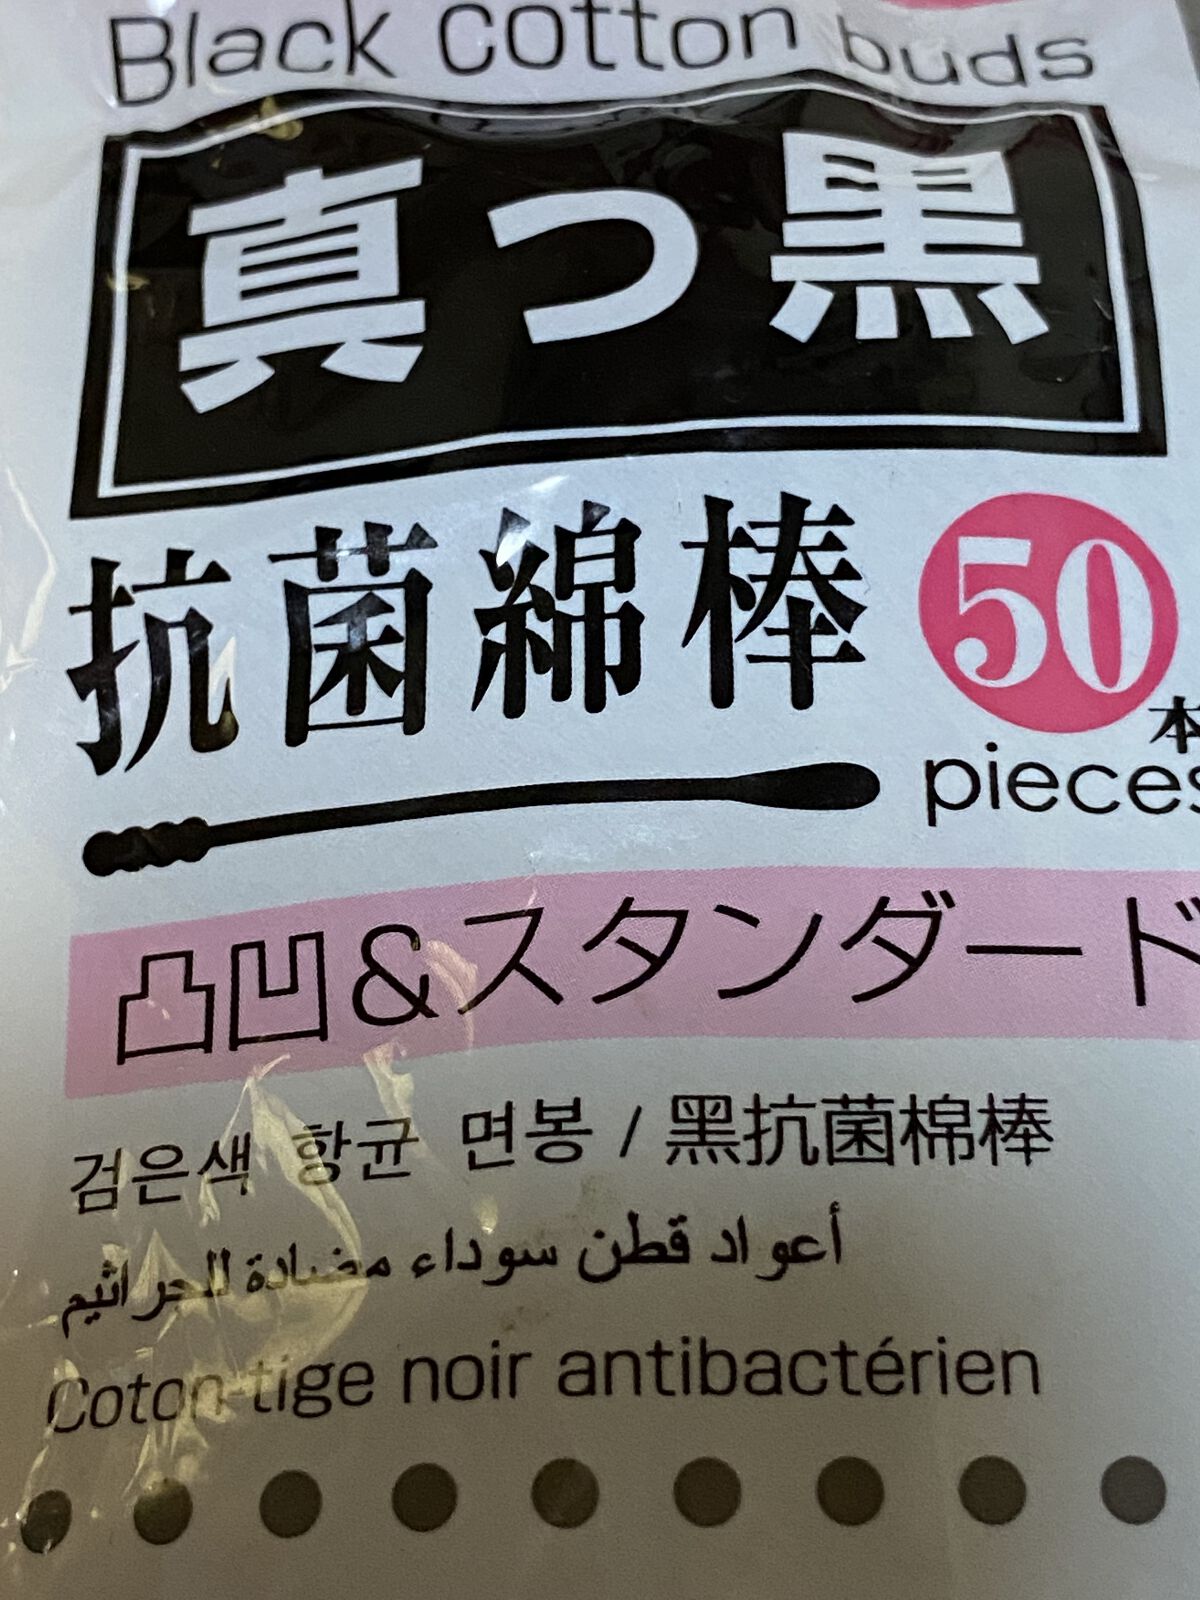 Black cotton buds
真っ黒
抗菌綿棒 50本
pieces
凸凹&スタンダード
검은색 항균 면봉 / 黑抗菌棉棒
أعواد قطن سوداء مضادة للجراثيم
Coton-tige noir antibactérien